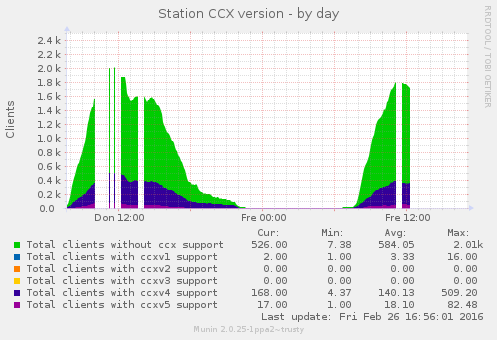 Station CCX version - by day
RRDTOOL / TOBI OETIKER
Clients
2.4 k
2.2 k
2.0 k
1.8 k
1.6 k
1.4 k
1.2 k
1.0 k
0.8 k
0.6 k
0.4 k
0.2 k
0.0
Don 12:00 Fre 00:00 Fre 12:00
Cur: Min: Avg: Max:
Total clients without ccx support 526.00 7.38 584.05 2.01k
Total clients with ccxv1 support 2.00 1.00 3.33 16.00
Total clients with ccxv2 support 0.00 0.00 0.00 0.00
Total clients with ccxv3 support 0.00 0.00 0.00 0.00
Total clients with ccxv4 support 168.00 4.37 140.13 509.20
Total clients with ccxv5 support 17.00 1.00 18.10 82.48
Last update: Fri Feb 26 16:56:01 2016
Munin 2.0.25-1ppa2~trusty